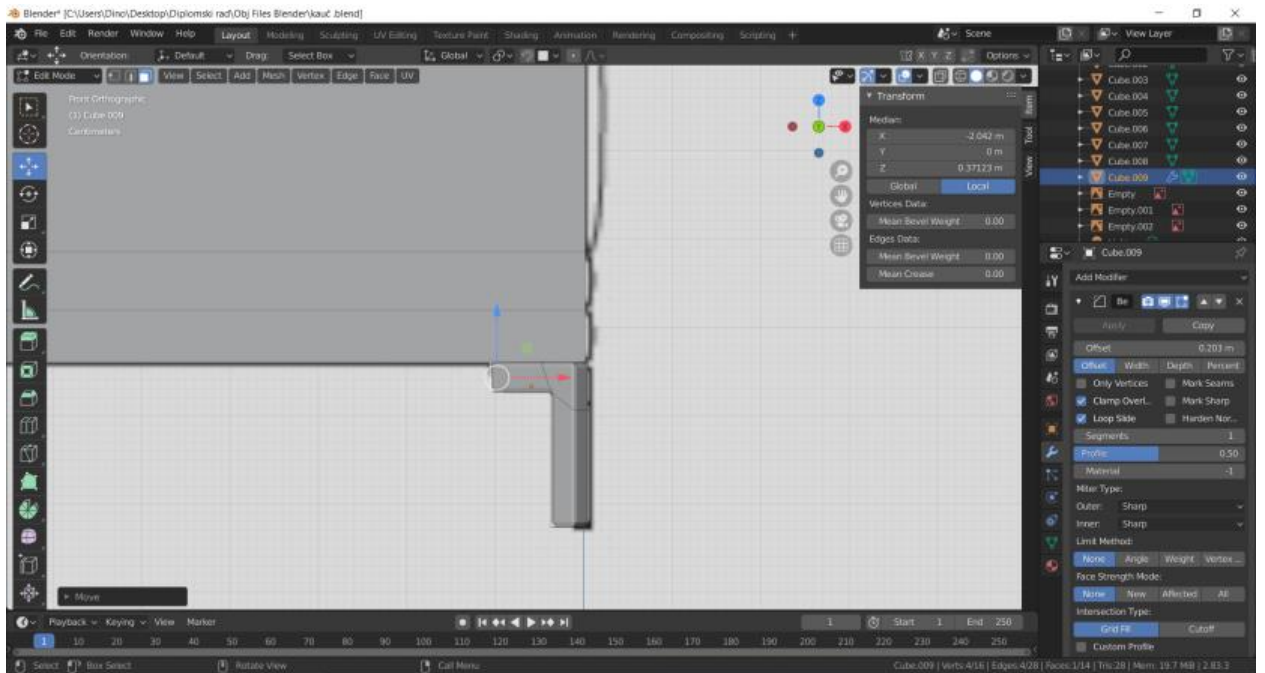 Blender* [C:\Users\Dino\Desktop\Diplomski rad\Obj Files Blender\kauč .blend]
File Edit Render Window Help Layout Modeling Sculpting UV Editing Texture Paint Shading Animation Rendering Compositing Scripting + Scene View Layer
Orientation: Default Drag: Select Box Global X Y Z Options
Edit Mode View Select Add Mesh Vertex Edge Face UV
Front Orthographic
(1) Cube.009
Centimeters
Transform
Median:
X -2.042 m
Y 0 m
Z 0.37123 m
Global Local
Vertices Data:
Mean Bevel Weight 0.00
Edges Data:
Mean Bevel Weight 0.00
Mean Crease 0.00
Item
Tool
View
Cube.003
Cube.004
Cube.005
Cube.006
Cube.007
Cube.008
Cube.009
Empty
Empty.001
Empty.002
Cube.009
Add Modifier
Be
Apply Copy
Offset 0.203 m
Offset Width Depth Percent
Only Vertices Mark Seams
Clamp Overl... Mark Sharp
Loop Slide Harden Nor...
Segments 1
Profile 0.50
Material -1
Miter Type:
Outer: Sharp
Inner: Sharp
Limit Method:
None Angle Weight Vertex ...
Face Strength Mode:
None New Affected All
Intersection Type:
Grid Fill Cutoff
Custom Profile
Move
Playback Keying View Marker 1 Start 1 End 250
1 10 20 30 40 50 60 70 80 90 100 110 120 130 140 150 160 170 180 190 200 210 220 230 240 250
Select Box Select Rotate View Call Menu Cube.009 | Verts:4/16 | Edges:4/28 | Faces:1/14 | Tris:28 | Mem: 19.7 MiB | 2.83.3